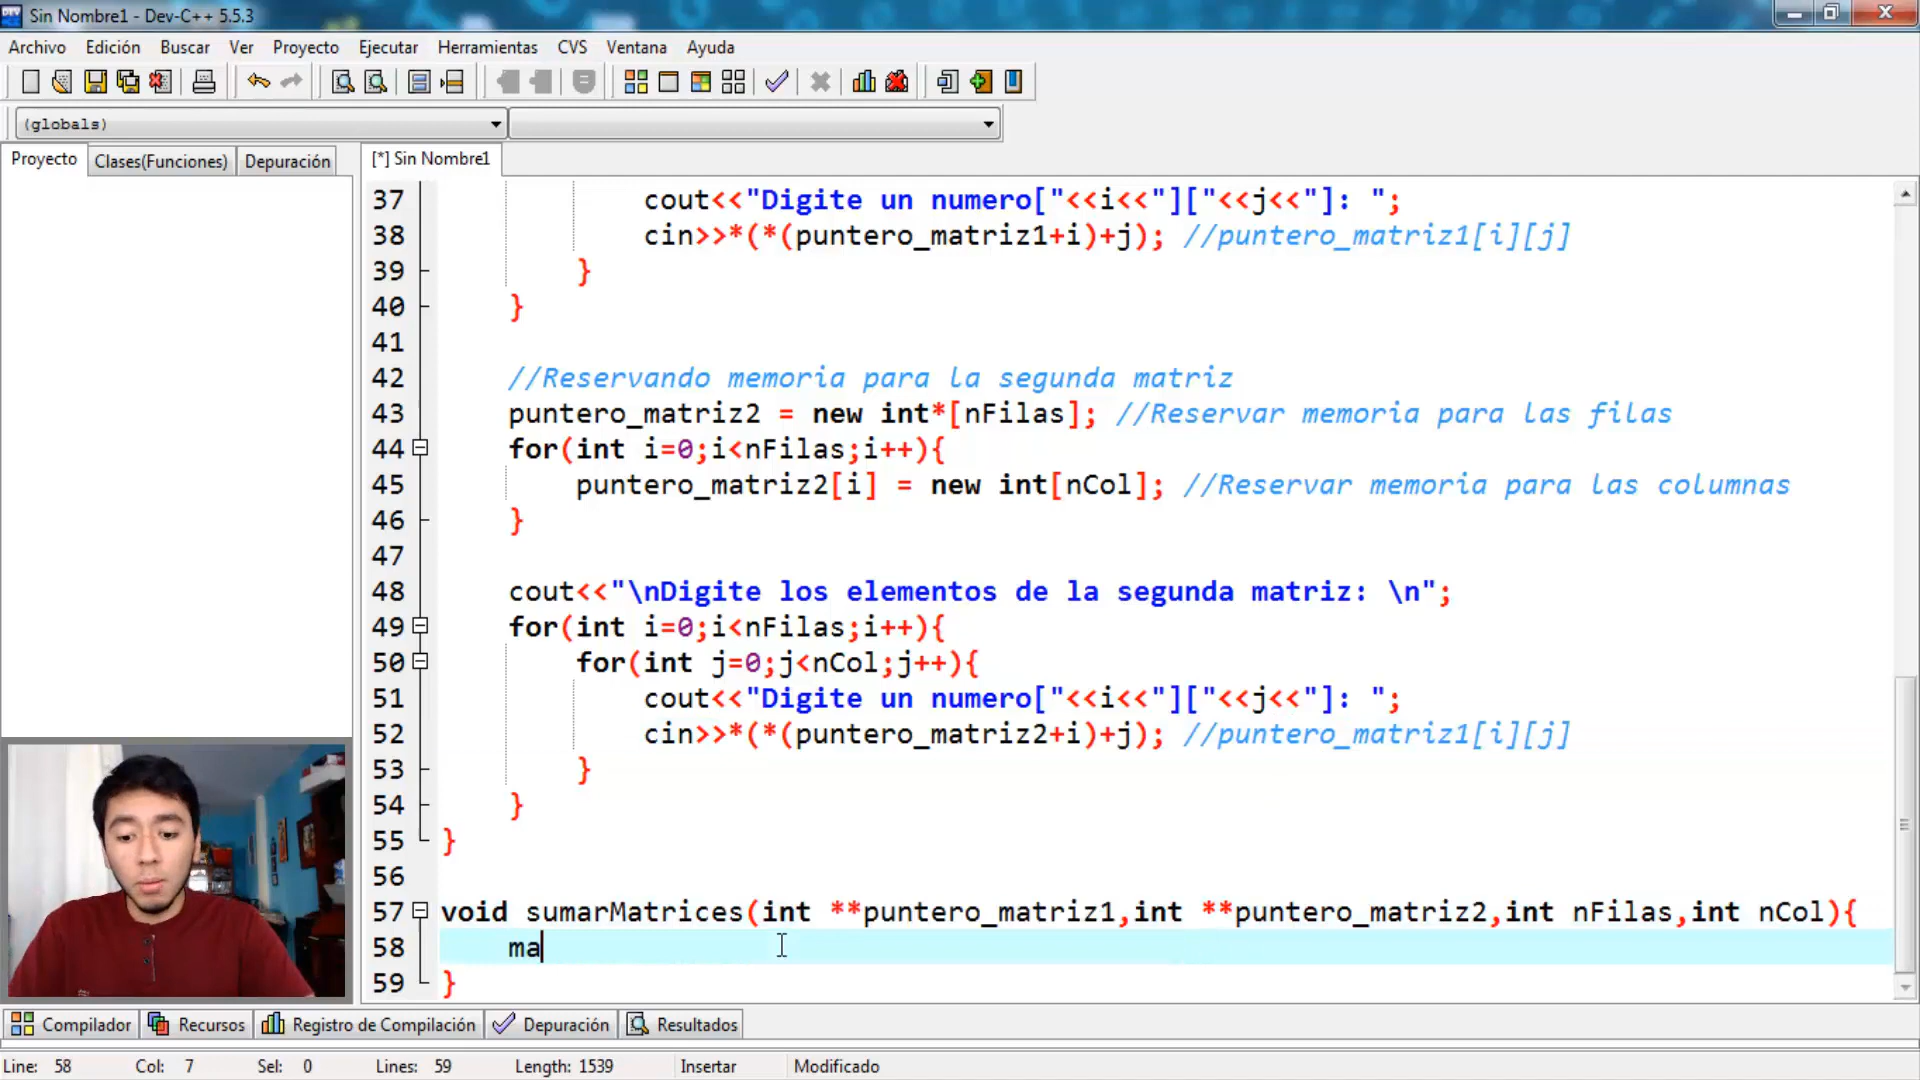 Sin Nombre1 - Dev-C++ 5.5.3
Archivo Edición Buscar Ver Proyecto Ejecutar Herramientas CVS Ventana Ayuda
(globals)
Proyecto Clases(Funciones) Depuración
[*] Sin Nombre1
37 cout<<"Digite un numero["<<i<<"]["<<j<<"]: ";
38 cin>>*(*(puntero_matriz1+i)+j); //puntero_matriz1[i][j]
39 }
40 }
41
42 //Reservando memoria para la segunda matriz
43 puntero_matriz2 = new int*[nFilas]; //Reservar memoria para las filas
44 for(int i=0;i<nFilas;i++){
45 puntero_matriz2[i] = new int[nCol]; //Reservar memoria para las columnas
46 }
47
48 cout<<"\nDigite los elementos de la segunda matriz: \n";
49 for(int i=0;i<nFilas;i++){
50 for(int j=0;j<nCol;j++){
51 cout<<"Digite un numero["<<i<<"]["<<j<<"]: ";
52 cin>>*(*(puntero_matriz2+i)+j); //puntero_matriz1[i][j]
53 }
54 }
55 }
56
57 void sumarMatrices(int **puntero_matriz1,int **puntero_matriz2,int nFilas,int nCol){
58 ma
59 }
Compilador Recursos Registro de Compilación Depuración Resultados
Line: 58 Col: 7 Sel: 0 Lines: 59 Length: 1539 Insertar Modificado